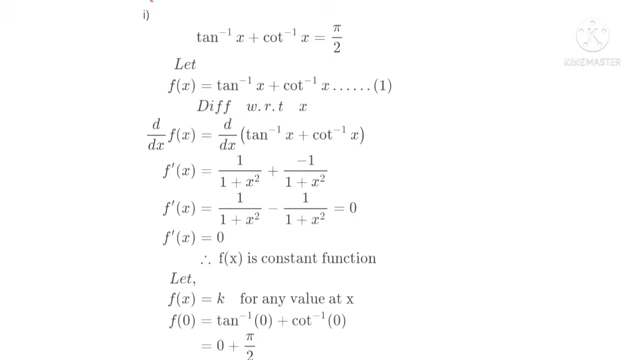 i)
tan⁻¹ x + cot⁻¹ x = π/2
Let
f(x) = tan⁻¹ x + cot⁻¹ x ...... (1)
Diff w.r.t x
d/dx f(x) = d/dx (tan⁻¹ x + cot⁻¹ x)
f′(x) = 1/(1 + x²) + −1/(1 + x²)
f′(x) = 1/(1 + x²) − 1/(1 + x²) = 0
f′(x) = 0
∴ f(x) is constant function
Let,
f(x) = k for any value at x
f(0) = tan⁻¹(0) + cot⁻¹(0)
= 0 + π/2
KINEMASTER